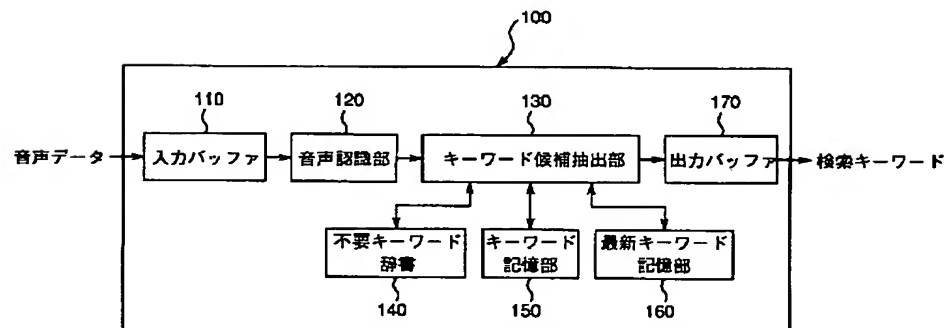 100
110
120
130
170
音声データ
入力バッファ
音声認識部
キーワード候補抽出部
出力バッファ
検索キーワード
不要キーワード
辞書
キーワード
記憶部
最新キーワード
記憶部
140
150
160